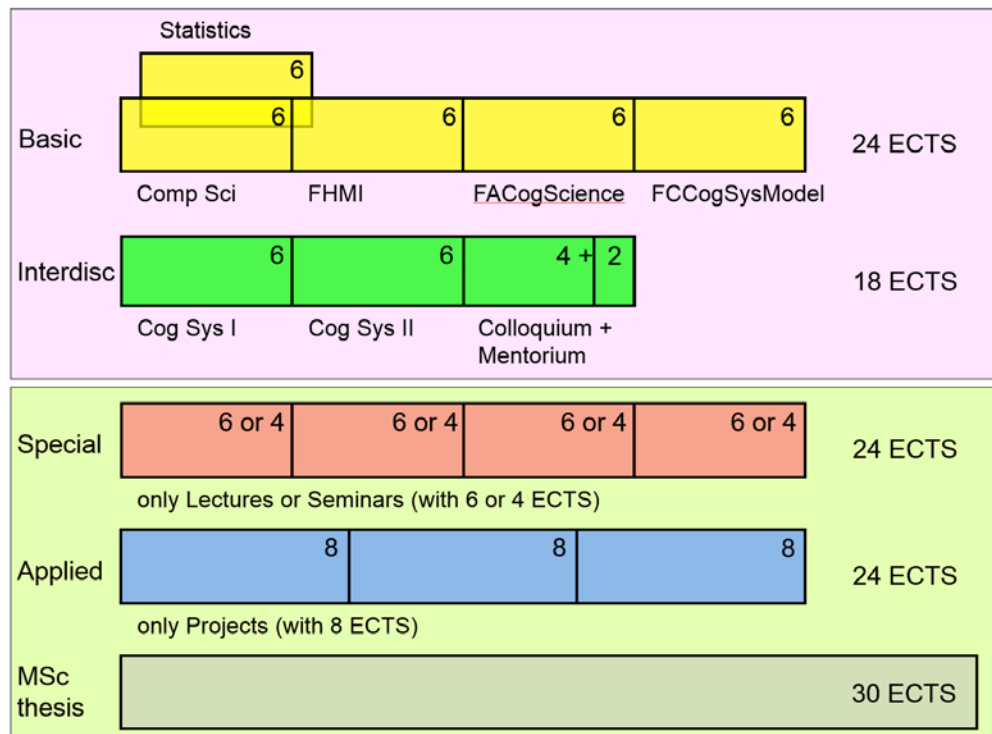 Statistics
6
Basic
6
6
6
6
24 ECTS
Comp Sci
FHMI
FACogScience
FCCogSysModel
Interdisc
6
6
4 +
2
18 ECTS
Cog Sys I
Cog Sys II
Colloquium +
Mentorium
Special
6 or 4
6 or 4
6 or 4
6 or 4
24 ECTS
only Lectures or Seminars (with 6 or 4 ECTS)
Applied
8
8
8
24 ECTS
only Projects (with 8 ECTS)
MSc
thesis
30 ECTS